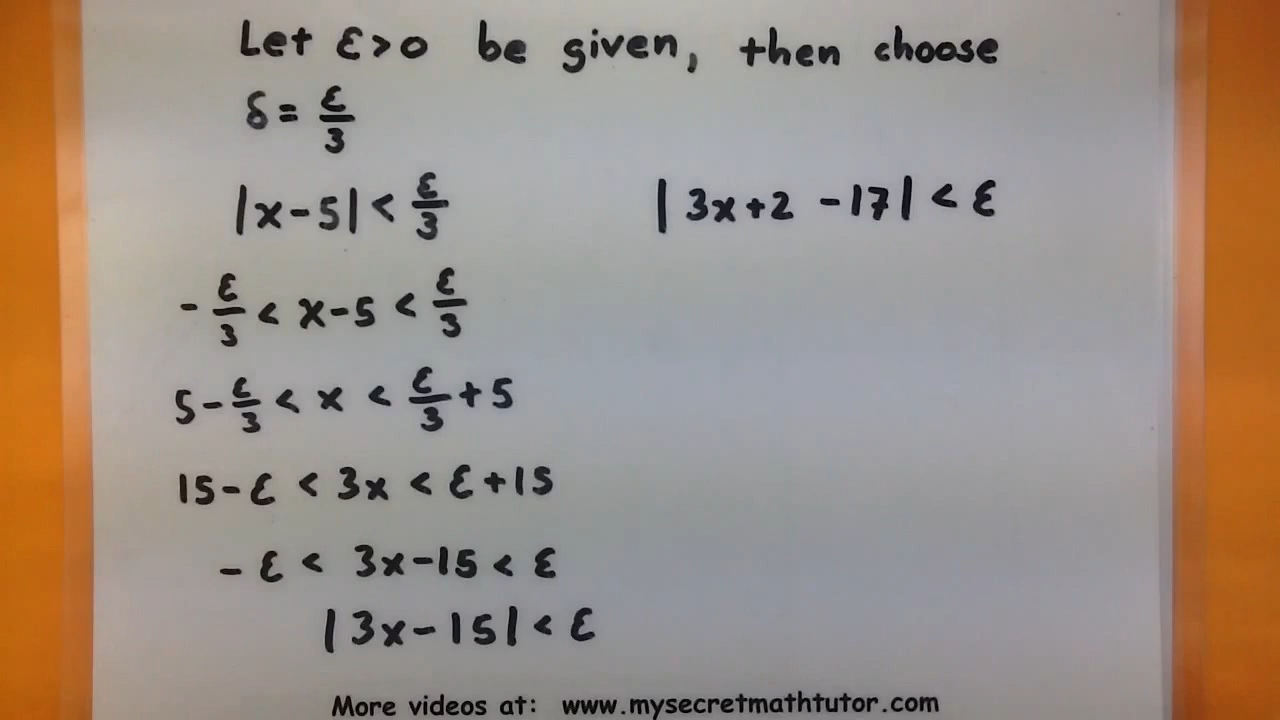 Let ε>0 be given, then choose
δ = ε/3
|x-5| < ε/3
|3x+2 -17| < ε
-ε/3 < x-5 < ε/3
5-ε/3 < x < ε/3+5
15-ε < 3x < ε+15
-ε < 3x-15 < ε
|3x-15| < ε
More videos at: www.mysecretmathtutor.com